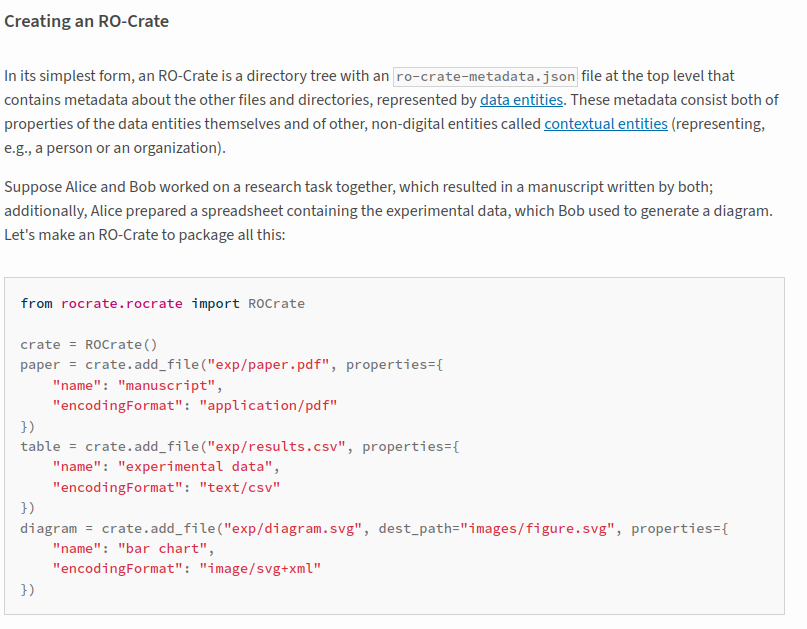 Creating an RO-Crate
In its simplest form, an RO-Crate is a directory tree with an ro-crate-metadata.json file at the top level that
contains metadata about the other files and directories, represented by data entities. These metadata consist both of
properties of the data entities themselves and of other, non-digital entities called contextual entities (representing,
e.g., a person or an organization).
Suppose Alice and Bob worked on a research task together, which resulted in a manuscript written by both;
additionally, Alice prepared a spreadsheet containing the experimental data, which Bob used to generate a diagram.
Let's make an RO-Crate to package all this:
from rocrate.rocrate import ROCrate
crate = ROCrate()
paper = crate.add_file("exp/paper.pdf", properties={
    "name": "manuscript",
    "encodingFormat": "application/pdf"
})
table = crate.add_file("exp/results.csv", properties={
    "name": "experimental data",
    "encodingFormat": "text/csv"
})
diagram = crate.add_file("exp/diagram.svg", dest_path="images/figure.svg", properties={
    "name": "bar chart",
    "encodingFormat": "image/svg+xml"
})